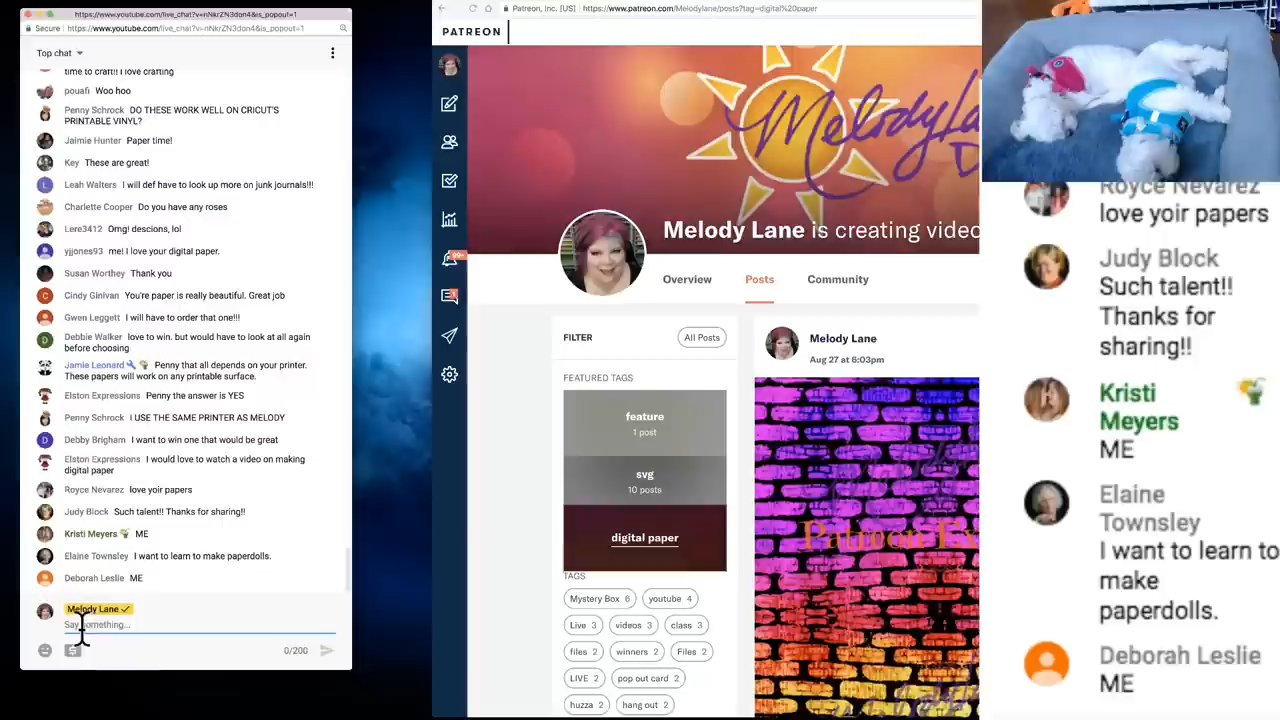 https://www.youtube.com/live_chat?v=nNkrZN3don4&is_popout=1
Secure https://www.youtube.com/live_chat?v=nNkrZN3don4&is_popout=1
Top chat
time to craft!! I love crafting
pouafi Woo hoo
Penny Schrock DO THESE WORK WELL ON CRICUT'S
PRINTABLE VINYL?
Jaimie Hunter Paper time!
Key These are great!
Leah Walters I will def have to look up more on junk journals!!!
Charlette Cooper Do you have any roses
Lere3412 Omg! descions, lol
yjjones93 me! I love your digital paper.
Susan Worthey Thank you
Cindy Ginivan You're paper is really beautiful. Great job
Gwen Leggett I will have to order that one!!!
Debbie Walker love to win. but would have to look at all again
before choosing
Jamie Leonard Penny that all depends on your printer.
These papers will work on any printable surface.
Elston Expressions Penny the answer is YES
Penny Schrock I USE THE SAME PRINTER AS MELODY
Debby Brigham I want to win one that would be great
Elston Expressions I would love to watch a video on making
digital paper
Royce Nevarez love yoir papers
Judy Block Such talent!! Thanks for sharing!!
Kristi Meyers ME
Elaine Townsley I want to learn to make paperdolls.
Deborah Leslie ME
Melody Lane
Say something...
0/200
Patreon, Inc. [US] https://www.patreon.com/Melodylane/posts?tag=digital%20paper
PATREON
99+
1
Melody Lane is creating video
Overview Posts Community
FILTER All Posts
FEATURED TAGS
feature
1 post
svg
10 posts
digital paper
TAGS
Mystery Box 6 youtube 4
Live 3 videos 3 class 3
files 2 winners 2 Files 2
LIVE 2 pop out card 2
huzza 2 hang out 2
Melody Lane
Aug 27 at 6:03pm
Patreon Ex
Royce Nevarez
love yoir papers
Judy Block
Such talent!!
Thanks for
sharing!!
Kristi
Meyers
ME
Elaine
Townsley
I want to learn to
make
paperdolls.
Deborah Leslie
ME